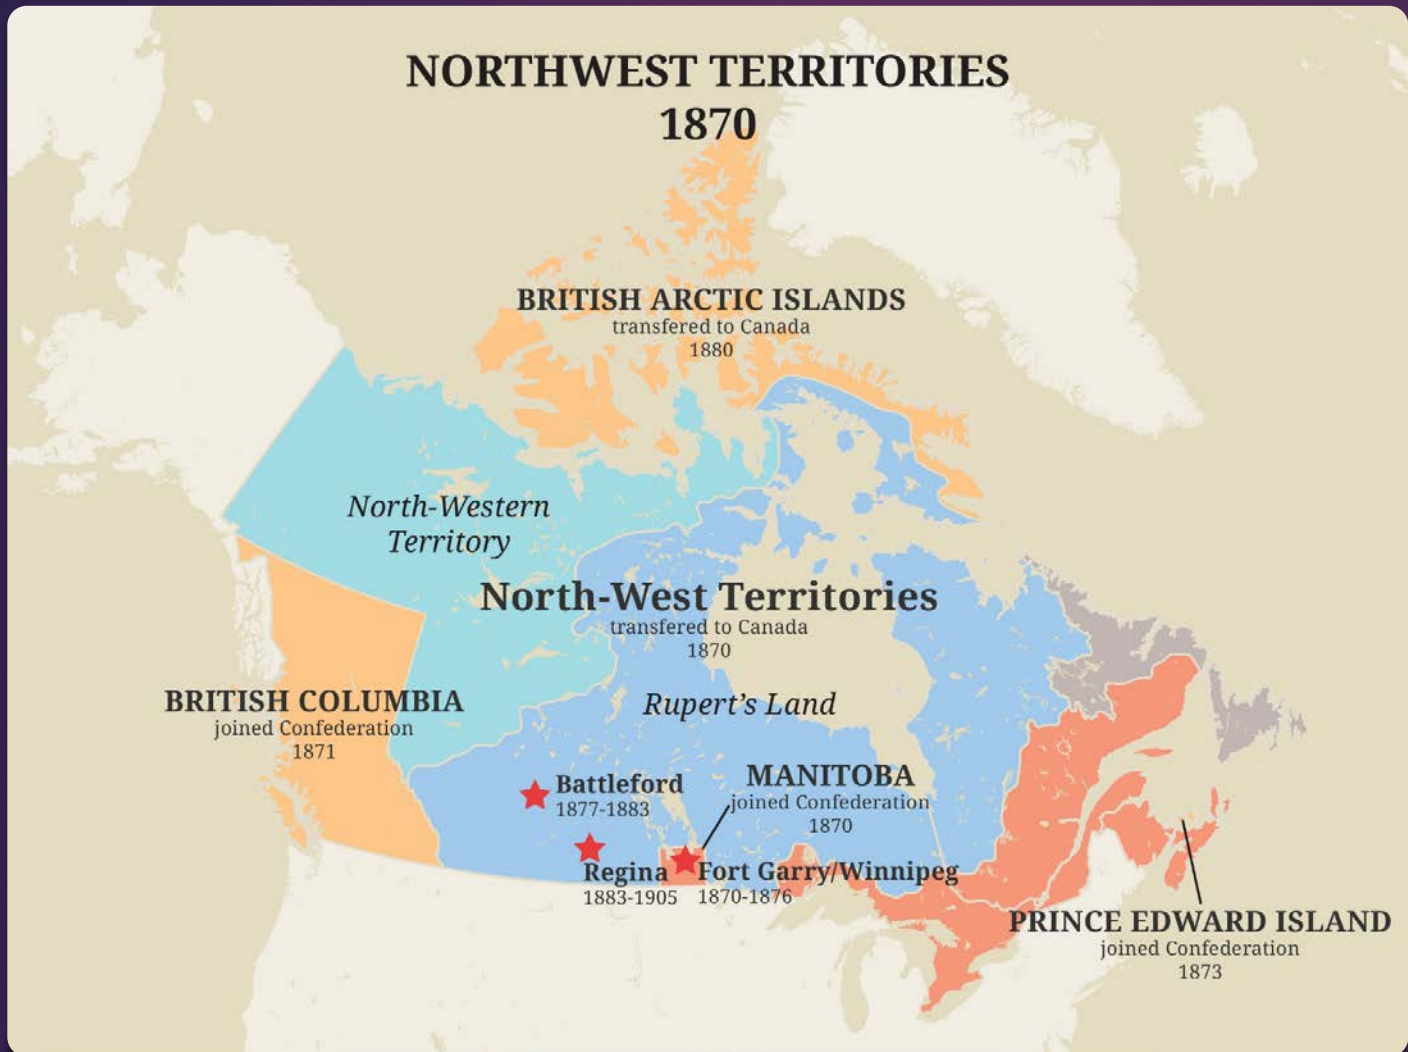 NORTHWEST TERRITORIES
1870
BRITISH ARCTIC ISLANDS
transfered to Canada
1880
North-Western
Territory
North-West Territories
transfered to Canada
1870
Rupert's Land
BRITISH COLUMBIA
joined Confederation
1871
Battleford
1877-1883
MANITOBA
joined Confederation
1870
Regina
1883-1905
Fort Garry/Winnipeg
1870-1876
PRINCE EDWARD ISLAND
joined Confederation
1873